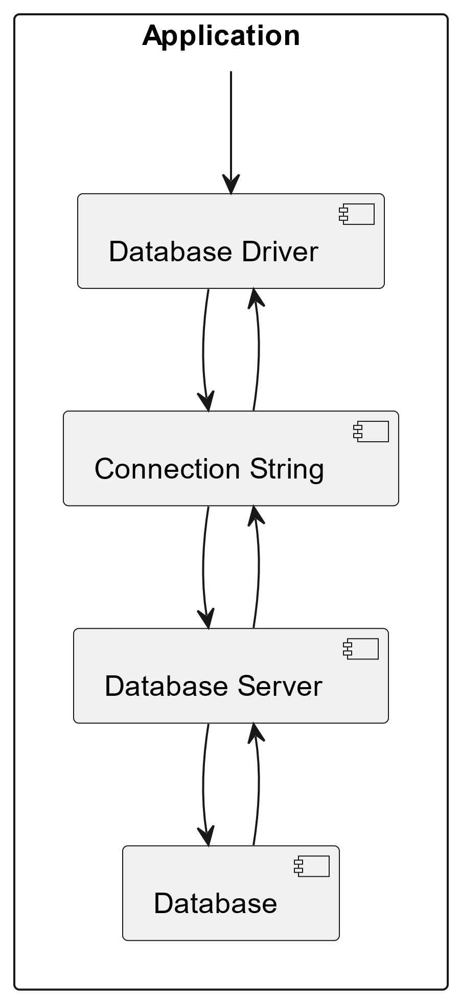 Application
Database Driver
Connection String
Database Server
Database